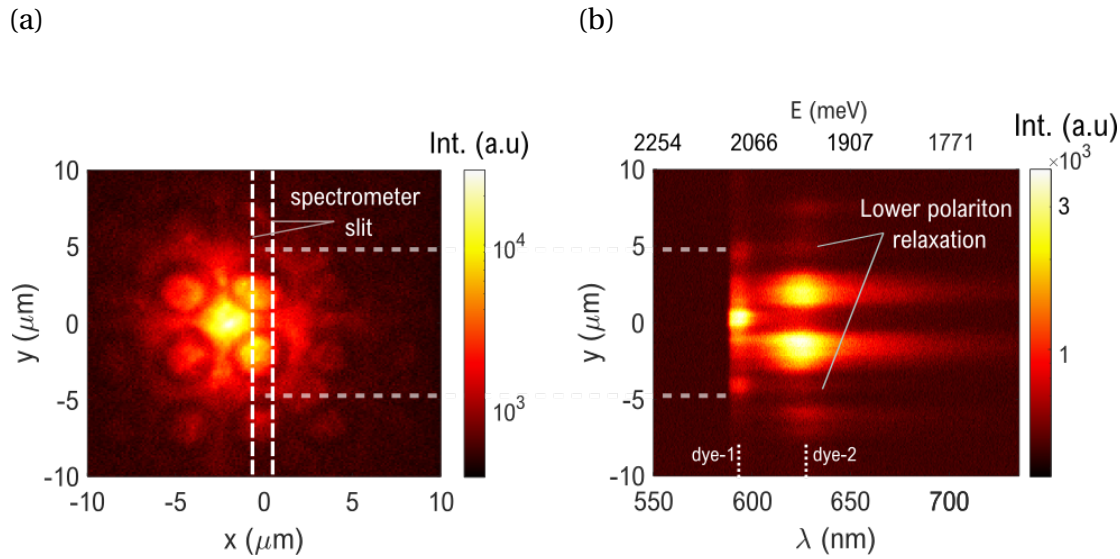 (a)
(b)
E (meV)
2254 2066 1907 1771
Int. (a.u)
Int. (a.u)
×10³
10
5
0
-5
-10
y (μm)
spectrometer
slit
10⁴
10³
-10 -5 0 5 10
x (μm)
10
5
0
-5
-10
y (μm)
Lower polariton
relaxation
dye-1
dye-2
3
1
550 600 650 700
λ (nm)